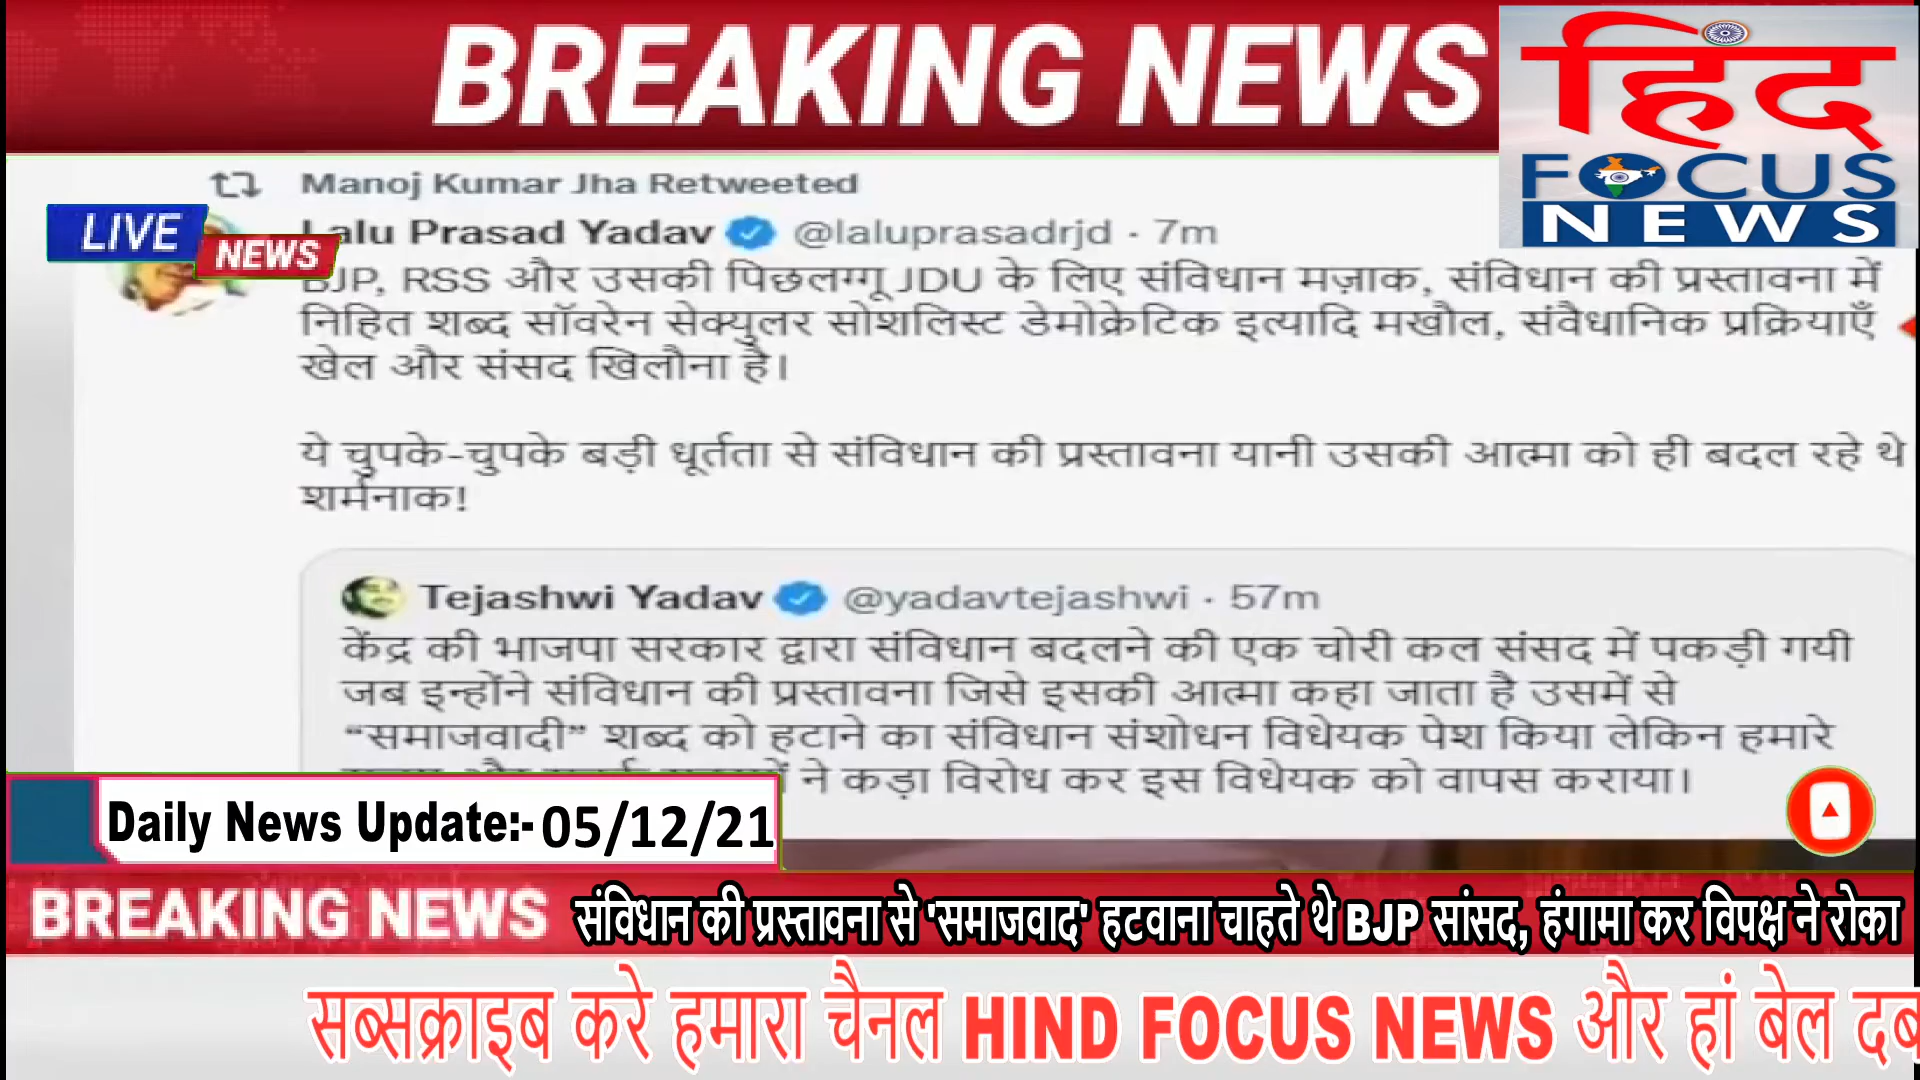 BREAKING NEWS
हिंद
FOCUS
NEWS
Manoj Kumar Jha Retweeted
LIVE
NEWS
Lalu Prasad Yadav @laluprasadrjd · 7m
BJP, RSS और उसकी पिछलग्गू JDU के लिए संविधान मज़ाक, संविधान की प्रस्तावना में
निहित शब्द सॉवरेन सेक्युलर सोशलिस्ट डेमोक्रेटिक इत्यादि मखौल, संवैधानिक प्रक्रियाएँ
खेल और संसद खिलौना है।
ये चुपके-चुपके बड़ी धूर्तता से संविधान की प्रस्तावना यानी उसकी आत्मा को ही बदल रहे थे
शर्मनाक!
Tejashwi Yadav @yadavtejashwi · 57m
केंद्र की भाजपा सरकार द्वारा संविधान बदलने की एक चोरी कल संसद में पकड़ी गयी
जब इन्होंने संविधान की प्रस्तावना जिसे इसकी आत्मा कहा जाता है उसमें से
“समाजवादी” शब्द को हटाने का संविधान संशोधन विधेयक पेश किया लेकिन हमारे
ने कड़ा विरोध कर इस विधेयक को वापस कराया।
Daily News Update:- 05/12/21
BREAKING NEWS संविधान की प्रस्तावना से 'समाजवाद' हटवाना चाहते थे BJP सांसद, हंगामा कर विपक्ष ने रोका
सब्सक्राइब करे हमारा चैनल HIND FOCUS NEWS और हां बेल दब